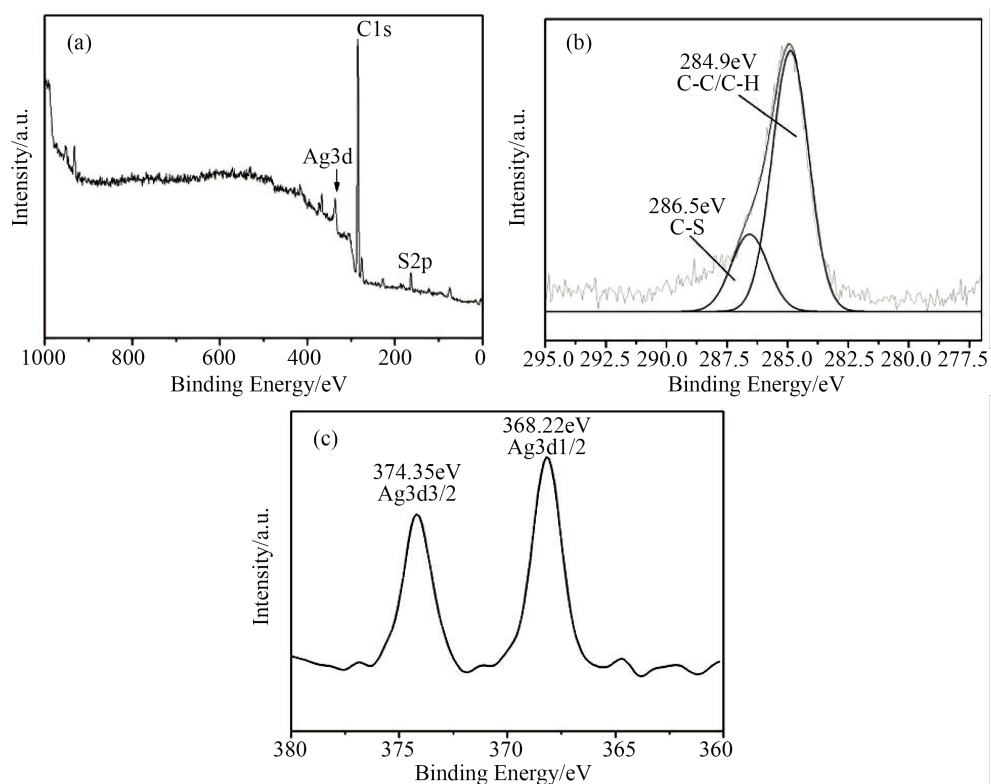 (a)
C1s
Ag3d
S2p
Intensity/a.u.
1000 800 600 400 200 0
Binding Energy/eV
(b)
284.9eV
C-C/C-H
286.5eV
C-S
Intensity/a.u.
295.0 292.5 290.0 287.5 285.0 282.5 280.0 277.5
Binding Energy/eV
(c)
368.22eV
Ag3d1/2
374.35eV
Ag3d3/2
Intensity/a.u.
380 375 370 365 360
Binding Energy/eV